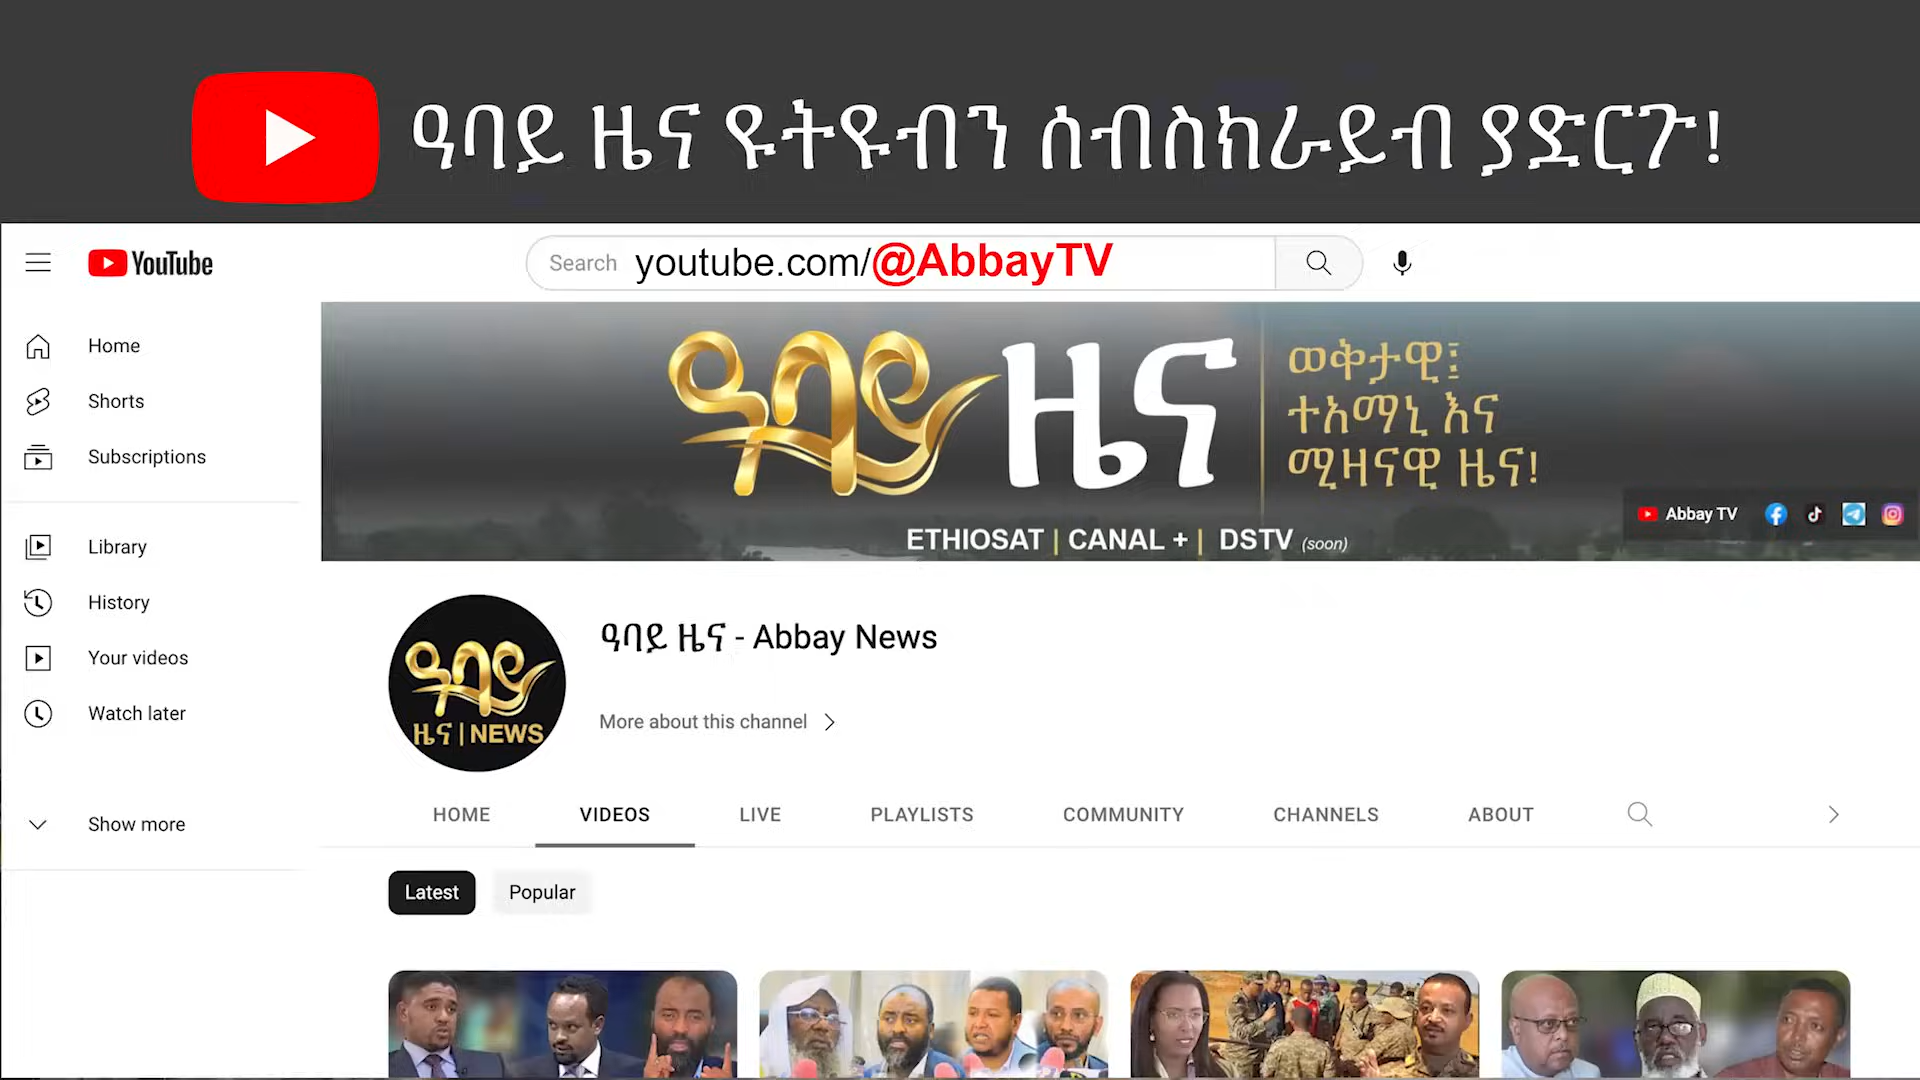 ዓባይ ዜና ዩትዩብን ሰብስክራይብ ያድርጉ!
YouTube
Search youtube.com/@AbbayTV
Home
Shorts
Subscriptions
Library
History
Your videos
Watch later
Show more
ዓባይ ዜና
ወቅታዊ፤
ተአማኒ እና
ሚዛናዊ ዜና!
ETHIOSAT | CANAL + | DSTV (soon)
Abbay TV
ዓባይ
ዜና | NEWS
ዓባይ ዜና - Abbay News
More about this channel
HOME VIDEOS LIVE PLAYLISTS COMMUNITY CHANNELS ABOUT
Latest Popular